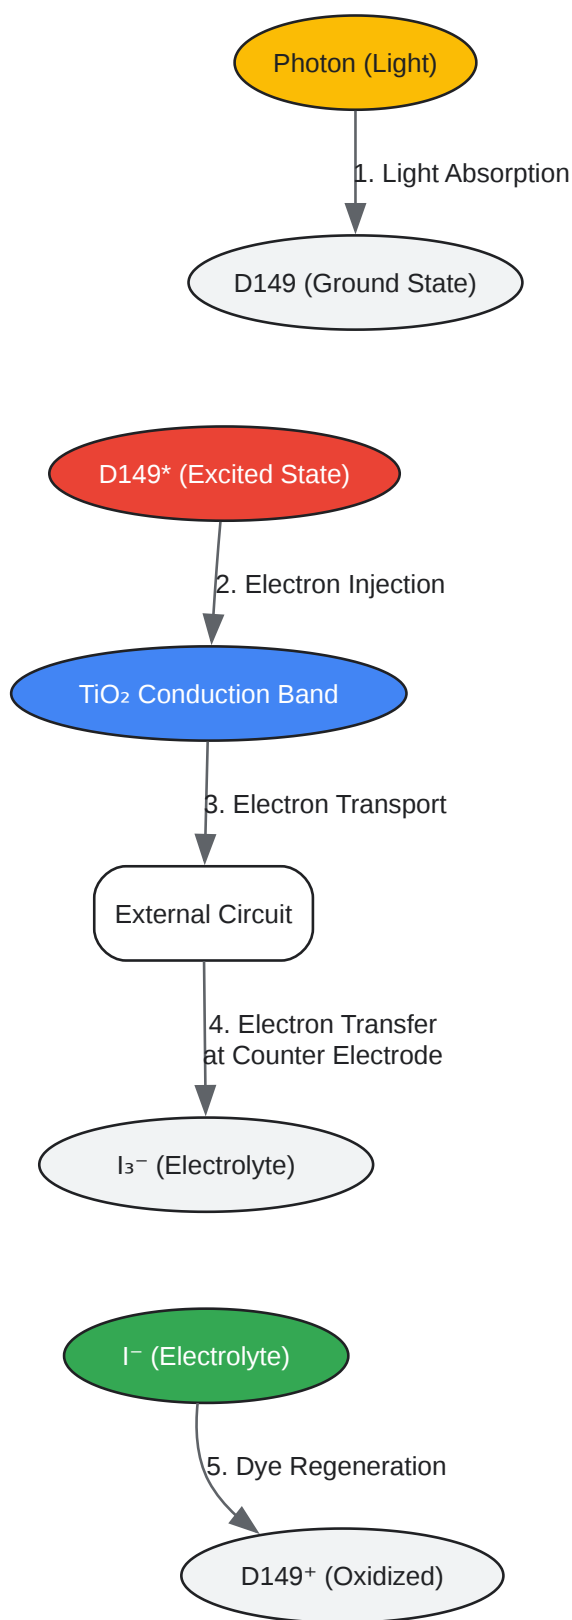 Photon (Light)
1. Light Absorption
D149 (Ground State)
D149* (Excited State)
2. Electron Injection
TiO₂ Conduction Band
3. Electron Transport
External Circuit
4. Electron Transfer
at Counter Electrode
I₃⁻ (Electrolyte)
I⁻ (Electrolyte)
5. Dye Regeneration
D149⁺ (Oxidized)